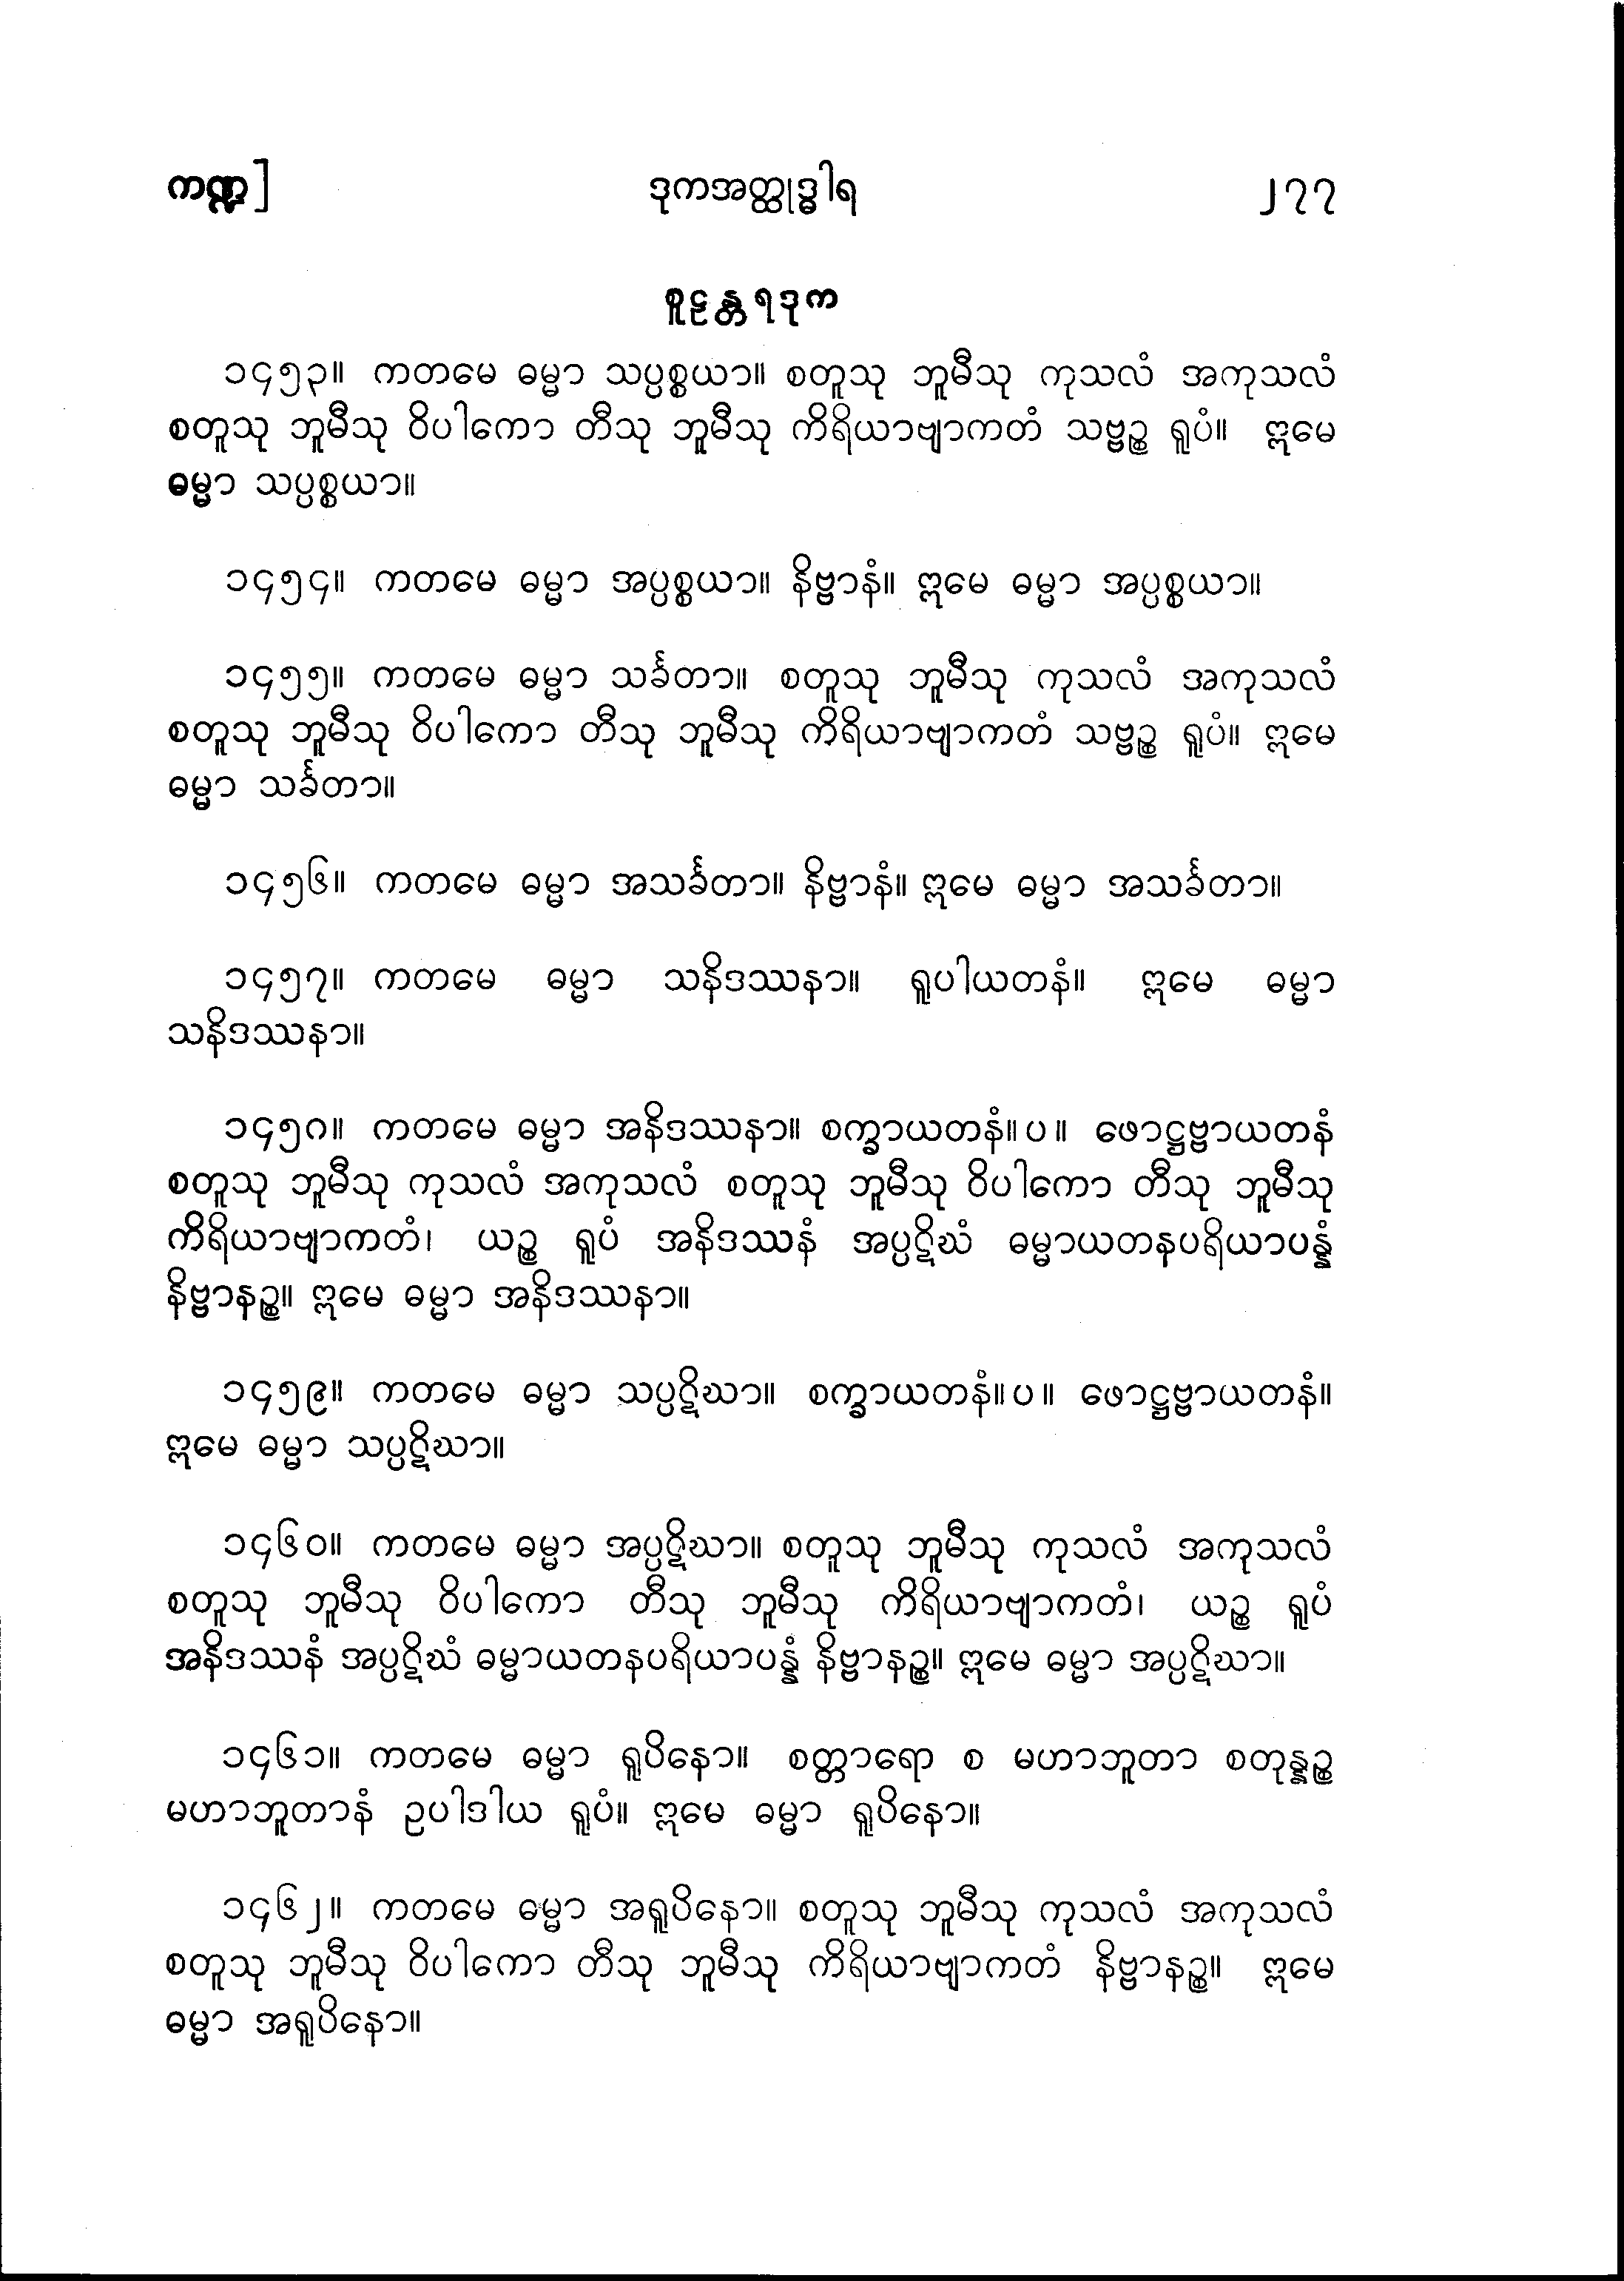 ကဏ္ဍ] ဒုကအတ္ထုဒ္ဓါရ ၂၇၇
စူဠန္တရဒုက
၁၄၅၃။ ကတမေ ဓမ္မာ သပ္ပစ္စယာ။ စတူသု ဘူမီသု ကုသလံ အကုသလံ
စတူသု ဘူမီသု ဝိပါကော တီသု ဘူမီသု ကိရိယာဗျာကတံ သဗ္ဗဉ္စ ရူပံ။ ဣမေ
ဓမ္မာ သပ္ပစ္စယာ။
၁၄၅၄။ ကတမေ ဓမ္မာ အပ္ပစ္စယာ။ နိဗ္ဗာနံ။ ဣမေ ဓမ္မာ အပ္ပစ္စယာ။
၁၄၅၅။ ကတမေ ဓမ္မာ သင်္ခတာ။ စတူသု ဘူမီသု ကုသလံ အကုသလံ
စတူသု ဘူမီသု ဝိပါကော တီသု ဘူမီသု ကိရိယာဗျာကတံ သဗ္ဗဉ္စ ရူပံ။ ဣမေ
ဓမ္မာ သင်္ခတာ။
၁၄၅၆။ ကတမေ ဓမ္မာ အသင်္ခတာ။ နိဗ္ဗာနံ။ ဣမေ ဓမ္မာ အသင်္ခတာ။
၁၄၅၇။ ကတမေ ဓမ္မာ သနိဒဿနာ။ ရူပါယတနံ။ ဣမေ ဓမ္မာ
သနိဒဿနာ။
၁၄၅၈။ ကတမေ ဓမ္မာ အနိဒဿနာ။ စက္ခာယတနံ။ပ။ ဖောဋ္ဌဗ္ဗာယတနံ
စတူသု ဘူမီသု ကုသလံ အကုသလံ စတူသု ဘူမီသု ဝိပါကော တီသု ဘူမီသု
ကိရိယာဗျာကတံ၊ ယဉ္စ ရူပံ အနိဒဿနံ အပ္ပဋိဃံ ဓမ္မာယတနပရိယာပန္နံ
နိဗ္ဗာနဉ္စ။ ဣမေ ဓမ္မာ အနိဒဿနာ။
၁၄၅၉။ ကတမေ ဓမ္မာ သပ္ပဋိဃာ။ စက္ခာယတနံ။ပ။ ဖောဋ္ဌဗ္ဗာယတနံ။
ဣမေ ဓမ္မာ သပ္ပဋိဃာ။
၁၄၆၀။ ကတမေ ဓမ္မာ အပ္ပဋိဃာ။ စတူသု ဘူမီသု ကုသလံ အကုသလံ
စတူသု ဘူမီသု ဝိပါကော တီသု ဘူမီသု ကိရိယာဗျာကတံ၊ ယဉ္စ ရူပံ
အနိဒဿနံ အပ္ပဋိဃံ ဓမ္မာယတနပရိယာပန္နံ နိဗ္ဗာနဉ္စ။ ဣမေ ဓမ္မာ အပ္ပဋိဃာ။
၁၄၆၁။ ကတမေ ဓမ္မာ ရူပိနော။ စတ္တာရော စ မဟာဘူတာ စတုန္နဉ္စ
မဟာဘူတာနံ ဥပါဒါယ ရူပံ။ ဣမေ ဓမ္မာ ရူပိနော။
၁၄၆၂။ ကတမေ ဓမ္မာ အရူပိနော။ စတူသု ဘူမီသု ကုသလံ အကုသလံ
စတူသု ဘူမီသု ဝိပါကော တီသု ဘူမီသု ကိရိယာဗျာကတံ နိဗ္ဗာနဉ္စ။ ဣမေ
ဓမ္မာ အရူပိနော။